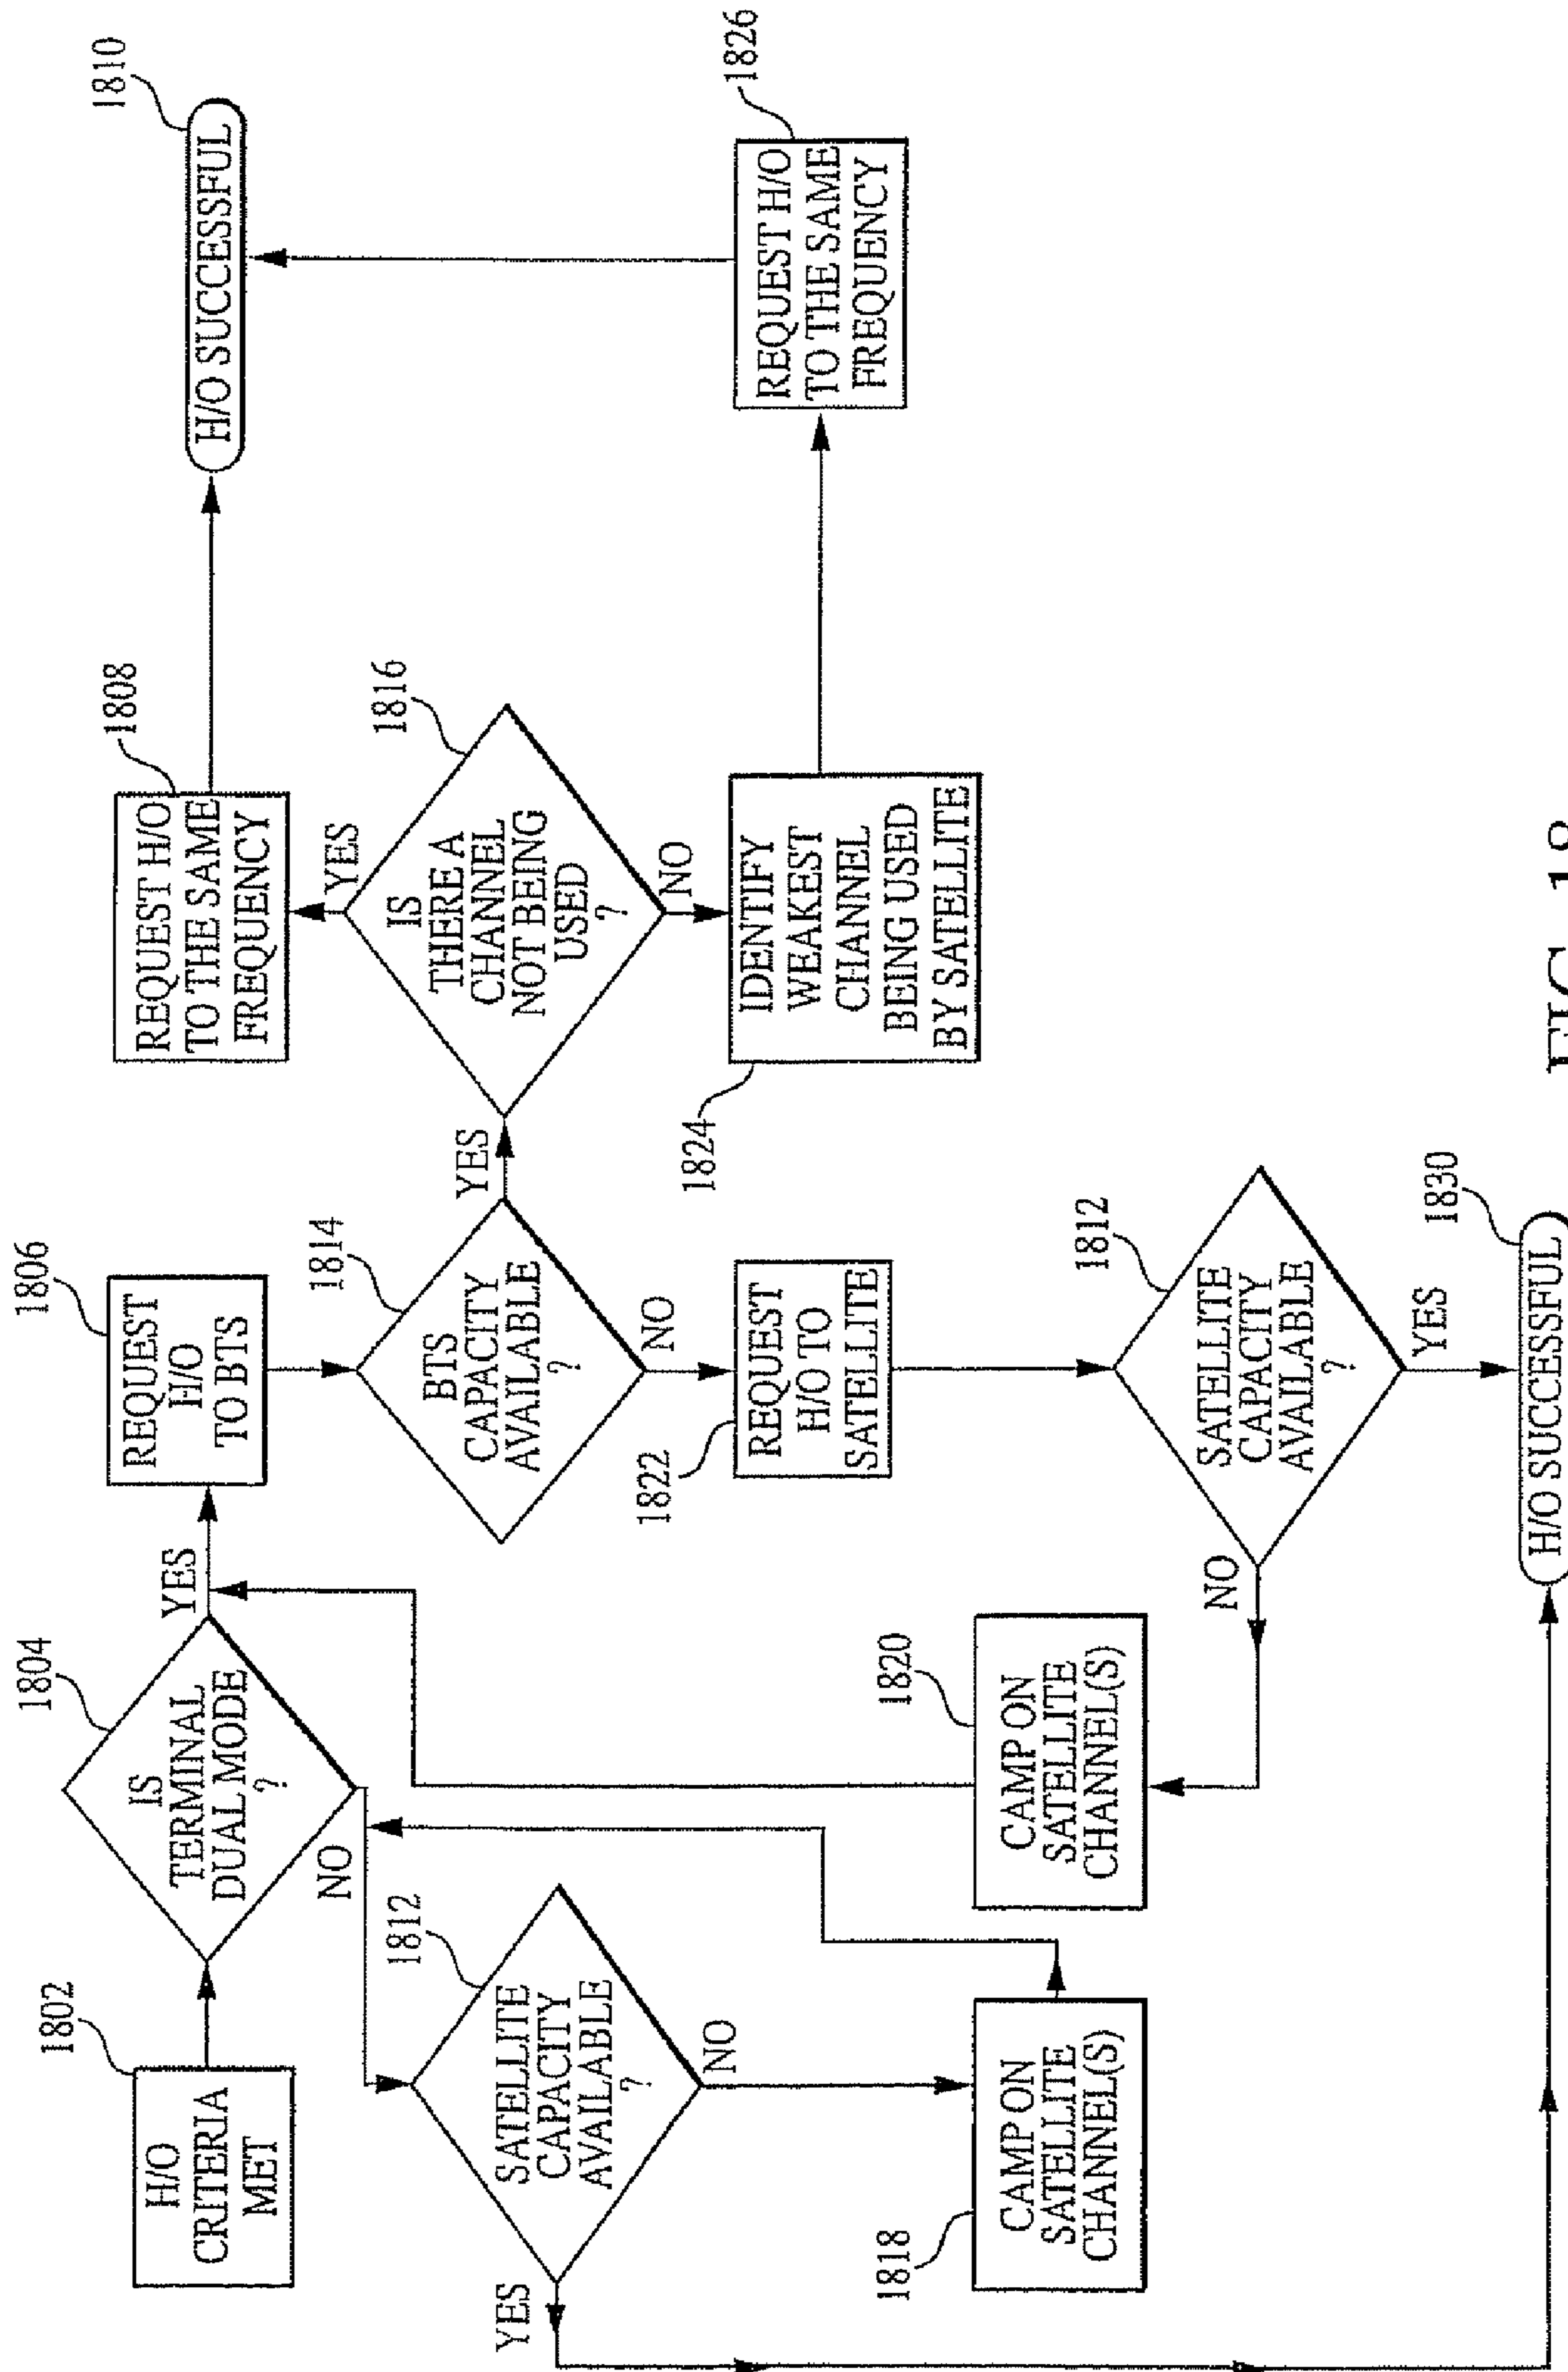 1802
H/O
CRITERIA
MET
1804
IS
TERMINAL
DUAL MODE
?
YES
NO
1806
REQUEST
H/O
TO BTS
1808
REQUEST H/O
TO THE SAME
FREQUENCY
1810
H/O SUCCESSFUL
1812
SATELLITE
CAPACITY
AVAILABLE
?
YES
NO
1814
BTS
CAPACITY
AVAILABLE
?
YES
NO
1816
IS
THERE A
CHANNEL
NOT BEING
USED
?
YES
NO
1818
CAMP ON
SATELLITE
CHANNEL(S)
1820
CAMP ON
SATELLITE
CHANNEL(S)
1822
REQUEST
H/O TO
SATELLITE
1824
IDENTIFY
WEAKEST
CHANNEL
BEING USED
BY SATELLITE
1826
REQUEST H/O
TO THE SAME
FREQUENCY
1812
SATELLITE
CAPACITY
AVAILABLE
?
NO
YES
1830
H/O SUCCESSFUL